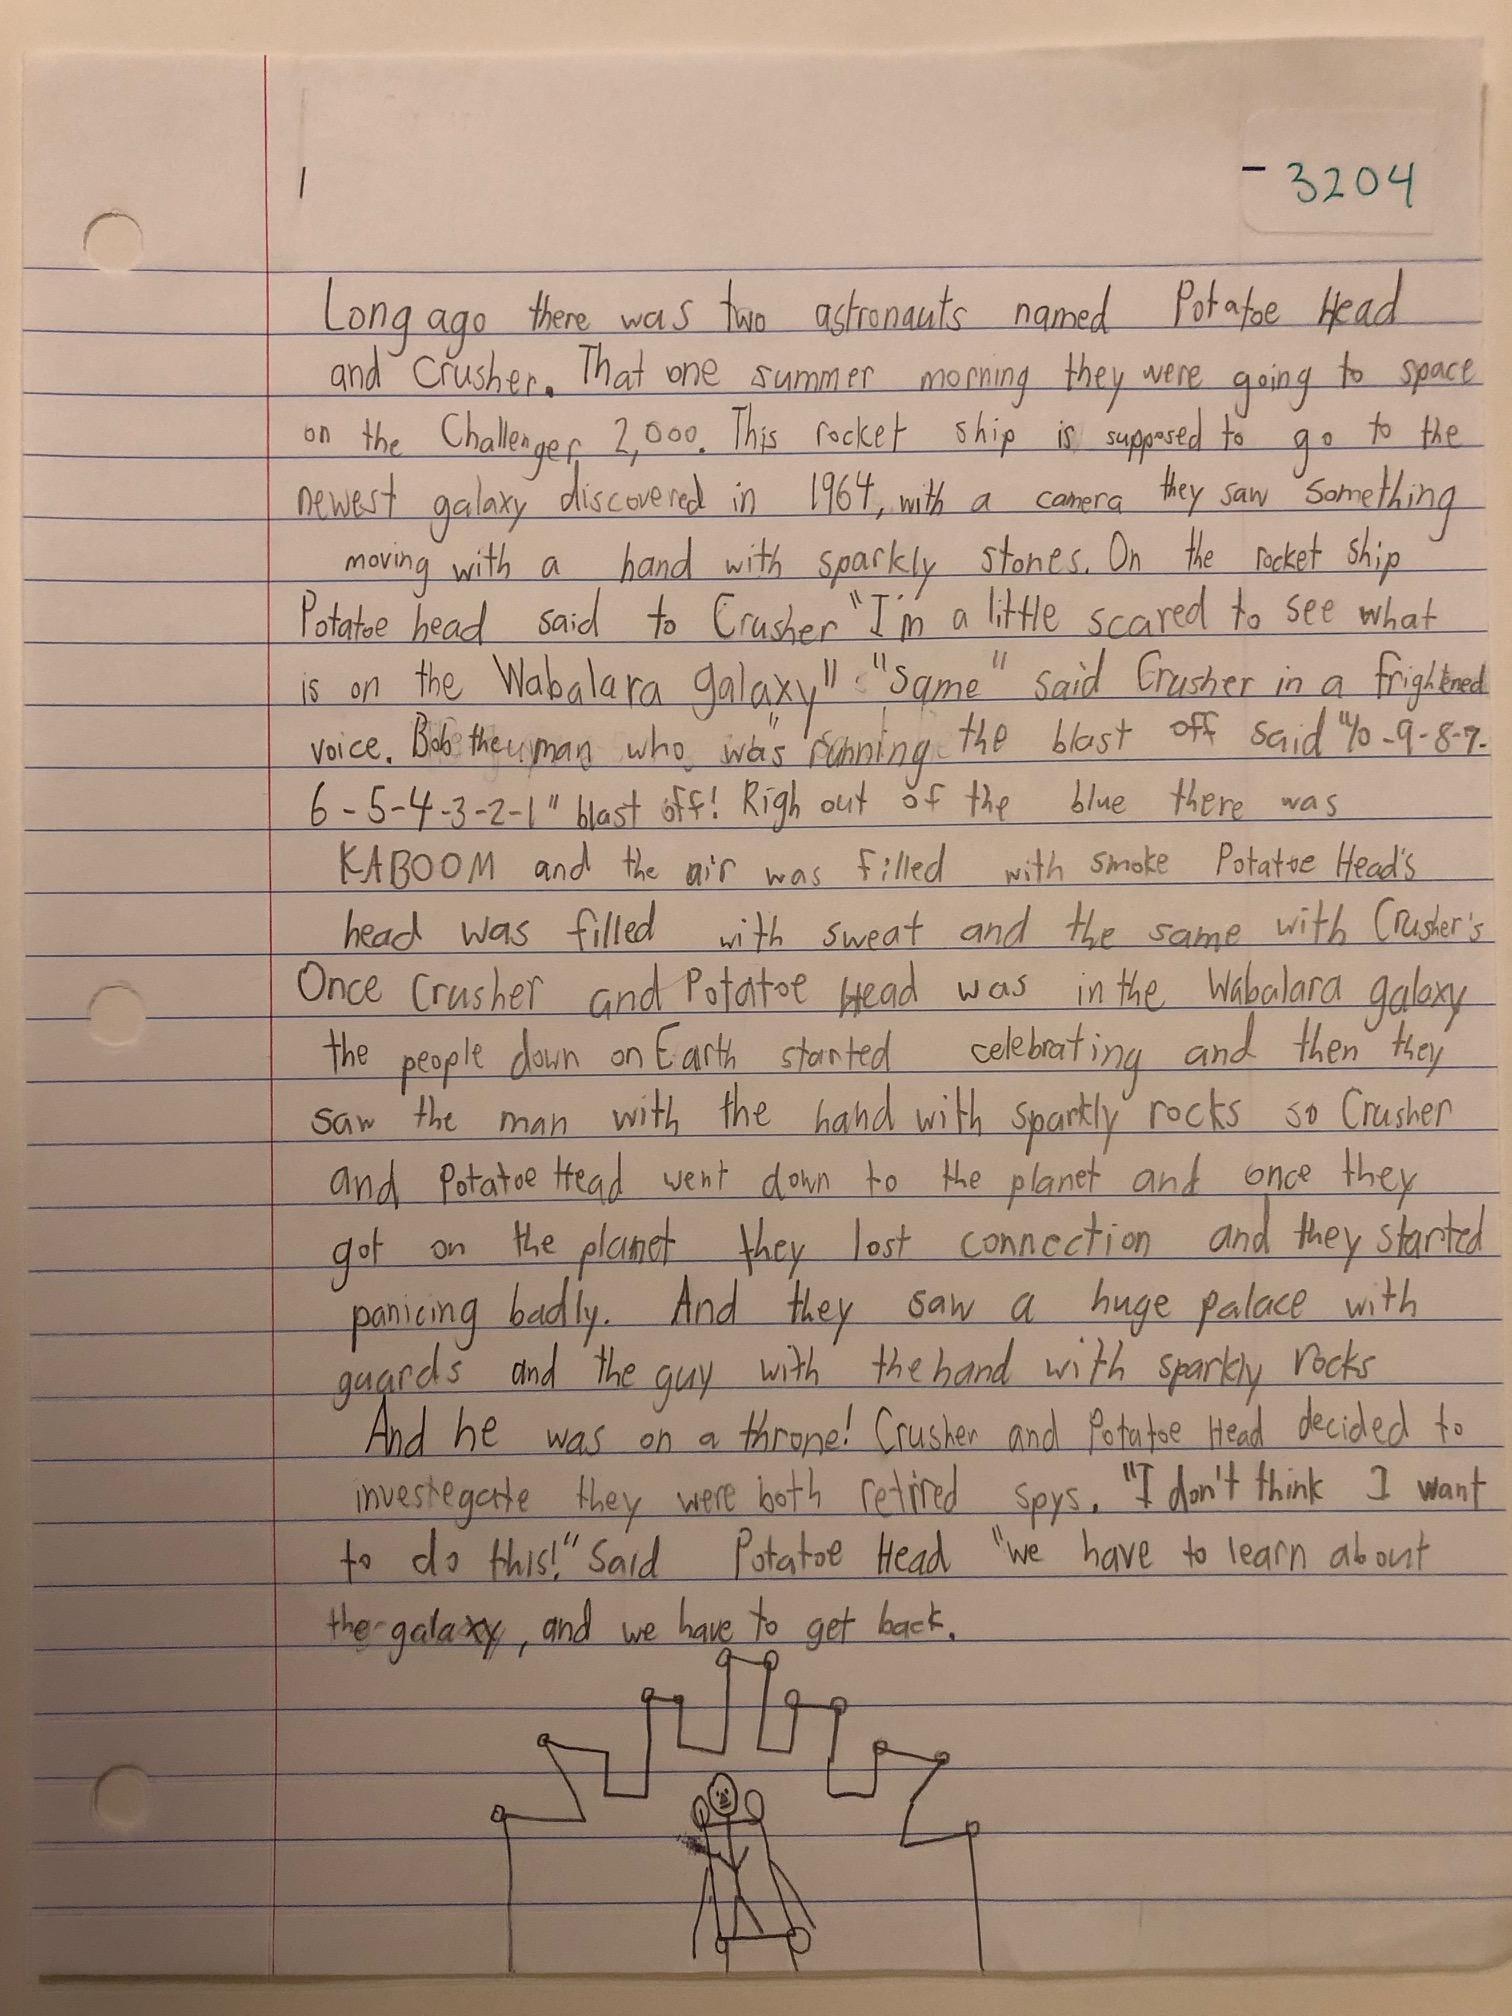 1
- 3204
Long ago there was two astronauts named Potatoe Head
and Crusher. That one summer morning they were going to space
on the Challenger 2,000. This rocket ship is supposed to go to the
newest galaxy discovered in 1964, with a camera they saw something
moving with a hand with sparkly stones. On the rocket ship
Potatoe head said to Crusher "I'm a little scared to see what
is on the Wabalara galaxy" "Same" said Crusher in a frightened
voice. Bob the man who was running the blast off said "10-9-8-7-
6-5-4-3-2-1" blast off! Righ out of the blue there was
KABOOM and the air was filled with smoke Potatoe Head's
head was filled with sweat and the same with Crusher's
Once Crusher and Potatoe Head was in the Wabalara galaxy
the people down on Earth started celebrating and then they
saw the man with the hand with sparkly rocks so Crusher
and Potatoe Head went down to the planet and once they
got on the planet they lost connection and they started
panicing badly. And they saw a huge palace with
guards and the guy with the hand with sparkly rocks
And he was on a throne! Crusher and Potatoe Head decided to
investegate they were both retired spys. "I don't think I want
to do this!" Said Potatoe Head "we have to learn about
the galaxy, and we have to get back.